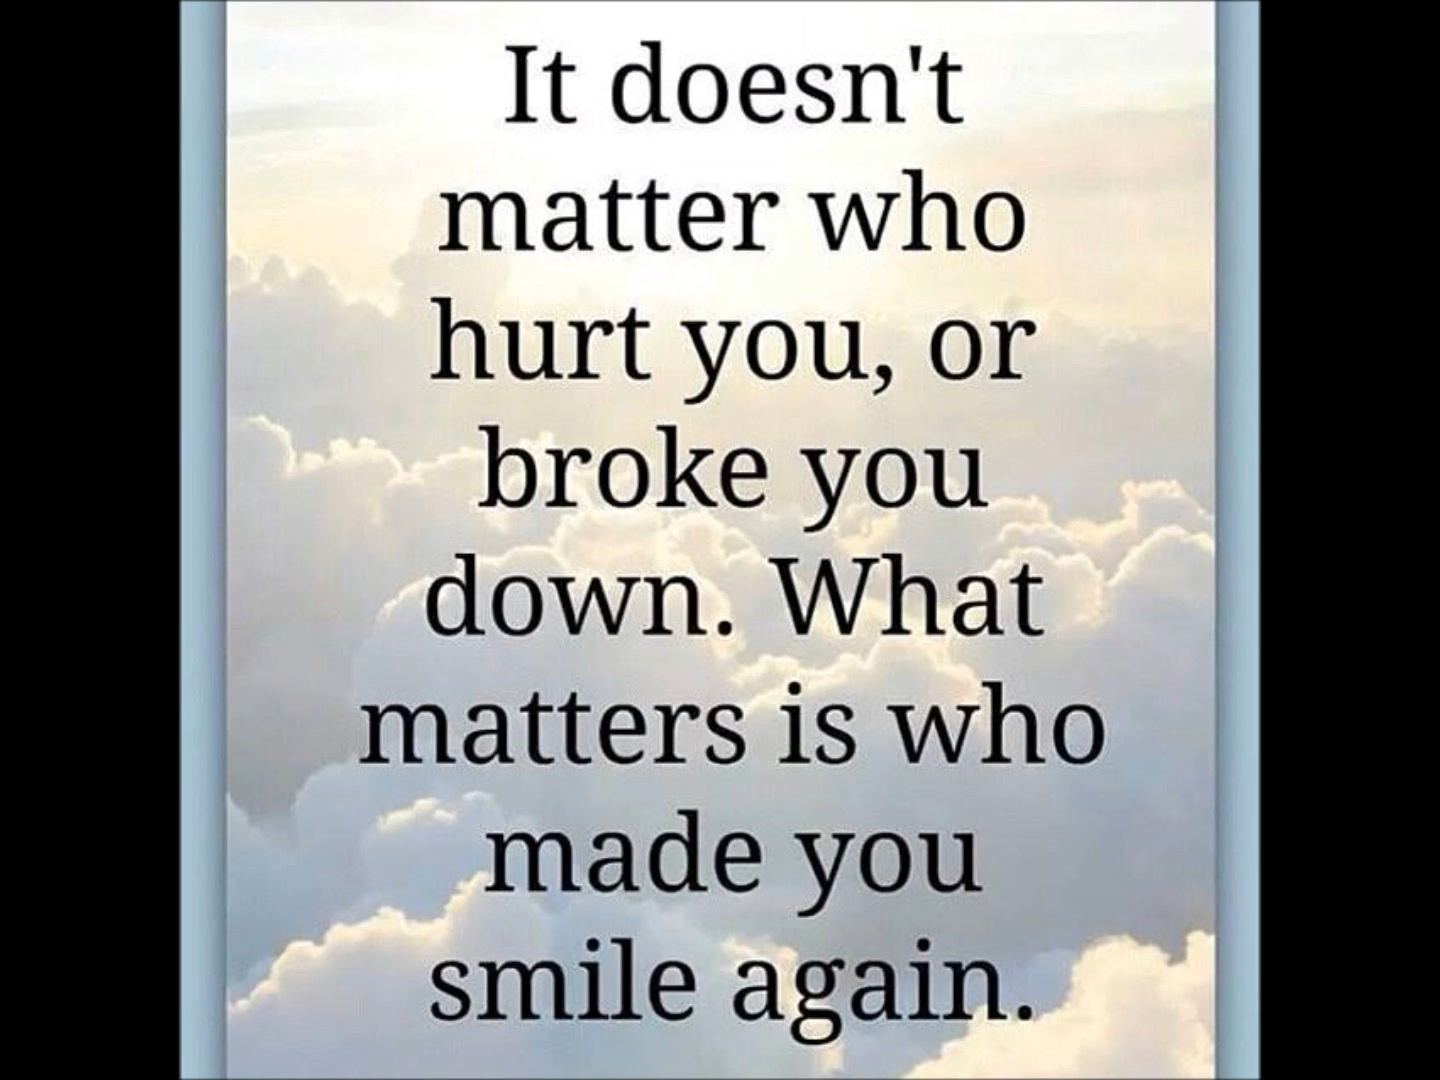 It doesn't
matter who
hurt you, or
broke you
down. What
matters is who
made you
smile again.